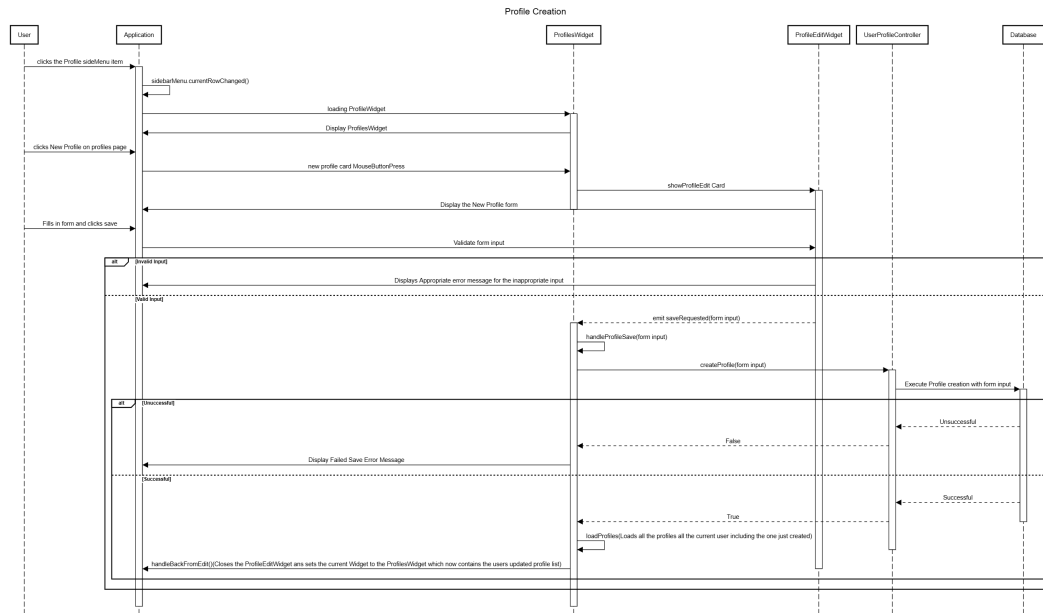 Profile Creation
User
Application
ProfilesWidget
ProfileEditWidget
UserProfileController
Database
clicks the Profile sideMenu item
sidebarMenu.currentRowChanged()
loading ProfileWidget
Display ProfilesWidget
clicks New Profile on profiles page
new profile card MouseButtonPress
showProfileEdit Card
Display the New Profile form
Fills in form and clicks save
Validate form input
alt [Invalid Input]
Displays Appropriate error message for the inappropriate input
[Valid Input]
emit saveRequested(form input)
handleProfileSave(form input)
createProfile(form input)
Execute Profile creation with form input
alt [Unuccessful]
Unsuccessful
False
Display Failed Save Error Message
[Successful]
Successful
True
loadProfiles(Loads all the profiles all the current user including the one just created)
handleBackFromEdit()(Closes the ProfileEditWidget ans sets the current Widget to the ProfilesWidget which now contains the users updated profile list)